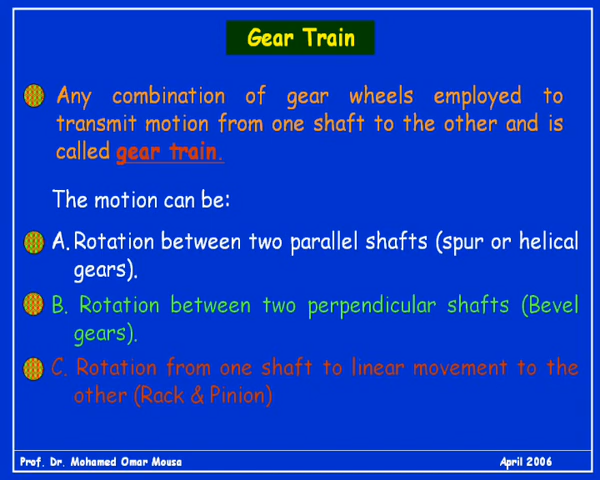 Gear Train
Any combination of gear wheels employed to
transmit motion from one shaft to the other and is
called gear train.
The motion can be:
A. Rotation between two parallel shafts (spur or helical
gears).
B. Rotation between two perpendicular shafts (Bevel
gears).
C. Rotation from one shaft to linear movement to the
other (Rack & Pinion)
Prof. Dr. Mohamed Omar Mousa
April 2006